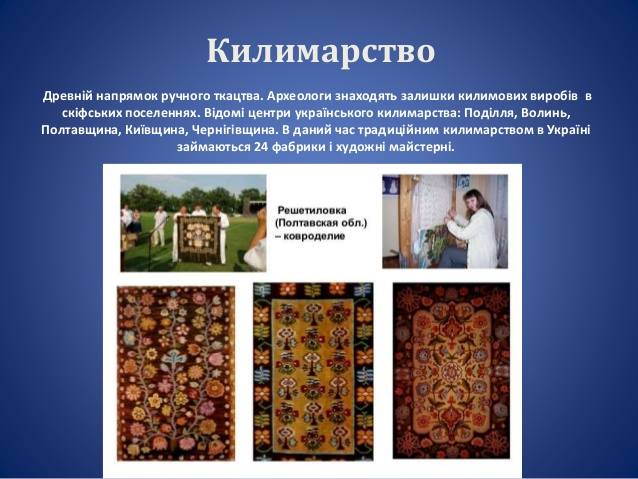 Килимарство
Древній напрямок ручного ткацтва. Археологи знаходять залишки килимових виробів в
скіфських поселеннях. Відомі центри українського килимарства: Поділля, Волинь,
Полтавщина, Київщина, Чернігівщина. В даний час традиційним килимарством в Україні
займаються 24 фабрики і художні майстерні.
Решетиловка
(Полтавская обл.)
– ковроделие